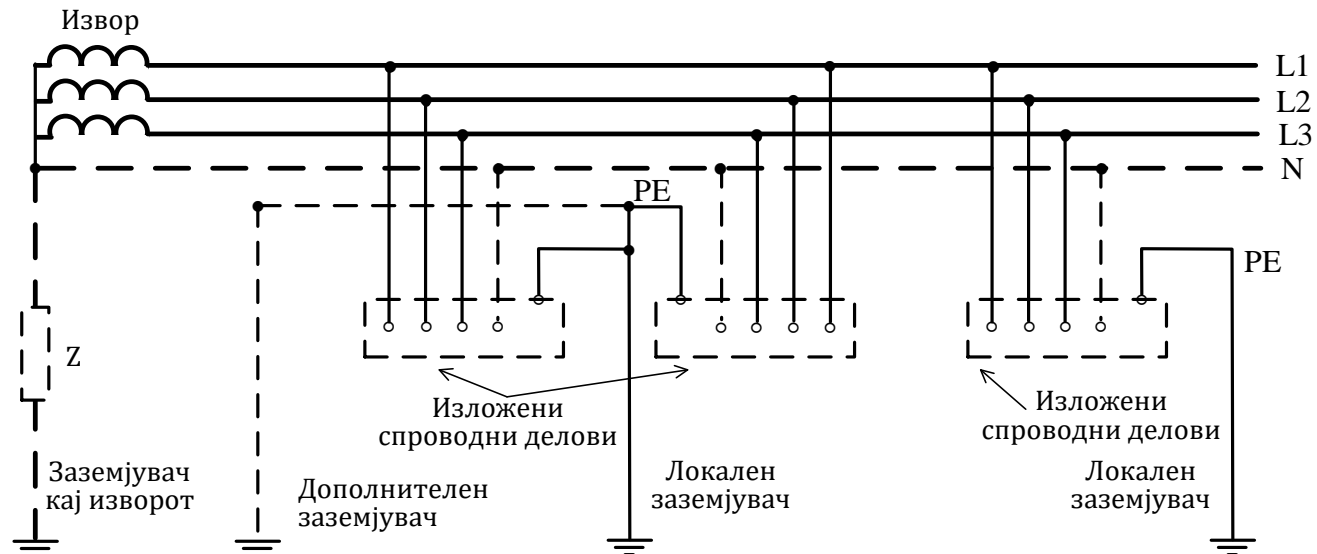 Извор
L1
L2
L3
N
PE
PE
Z
Изложени
спроводни делови
Изложени
спроводни делови
Заземјувач
кај изворот
Дополнителен
заземјувач
Локален
заземјувач
Локален
заземјувач